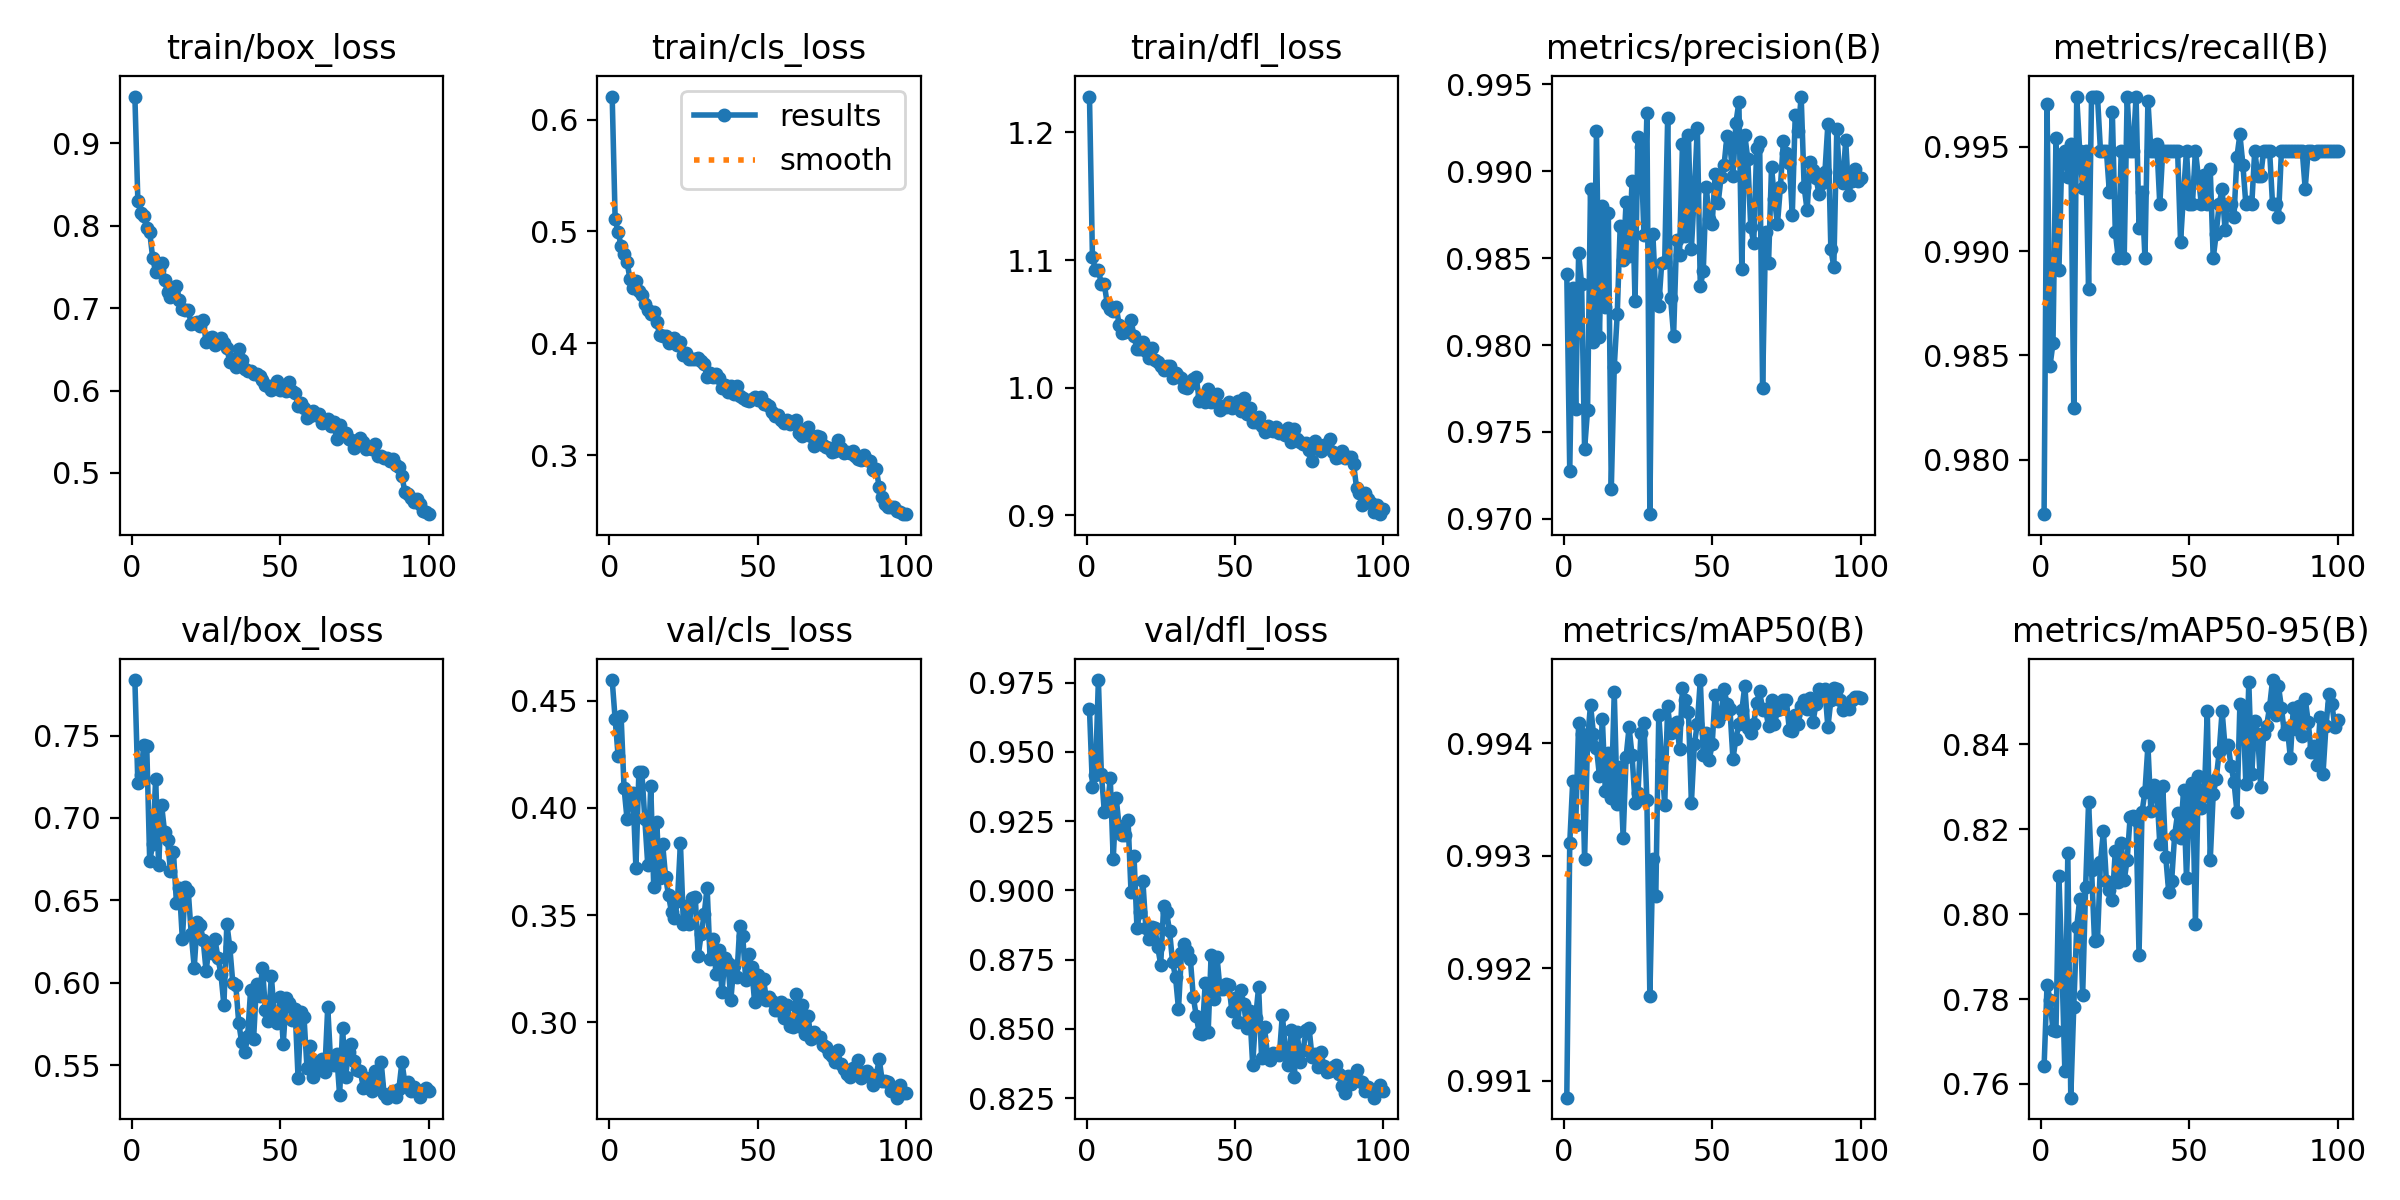 train/box_loss
0.9
0.8
0.7
0.6
0.5
0 50 100
train/cls_loss
results
smooth
0.6
0.5
0.4
0.3
0 50 100
train/dfl_loss
1.2
1.1
1.0
0.9
0 50 100
metrics/precision(B)
0.995
0.990
0.985
0.980
0.975
0.970
0 50 100
metrics/recall(B)
0.995
0.990
0.985
0.980
0 50 100
val/box_loss
0.75
0.70
0.65
0.60
0.55
0 50 100
val/cls_loss
0.45
0.40
0.35
0.30
0 50 100
val/dfl_loss
0.975
0.950
0.925
0.900
0.875
0.850
0.825
0 50 100
metrics/mAP50(B)
0.994
0.993
0.992
0.991
0 50 100
metrics/mAP50-95(B)
0.84
0.82
0.80
0.78
0.76
0 50 100